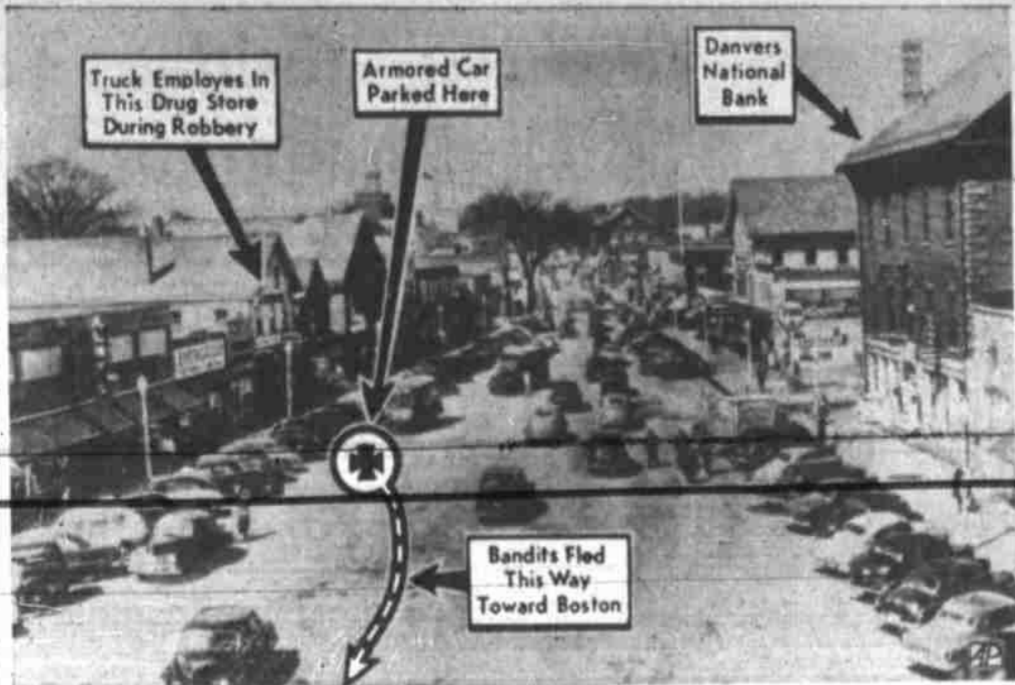 Truck Employes In
This Drug Store
During Robbery
Armored Car
Parked Here
Danvers
National
Bank
Bandits Fled
This Way
Toward Boston
AP